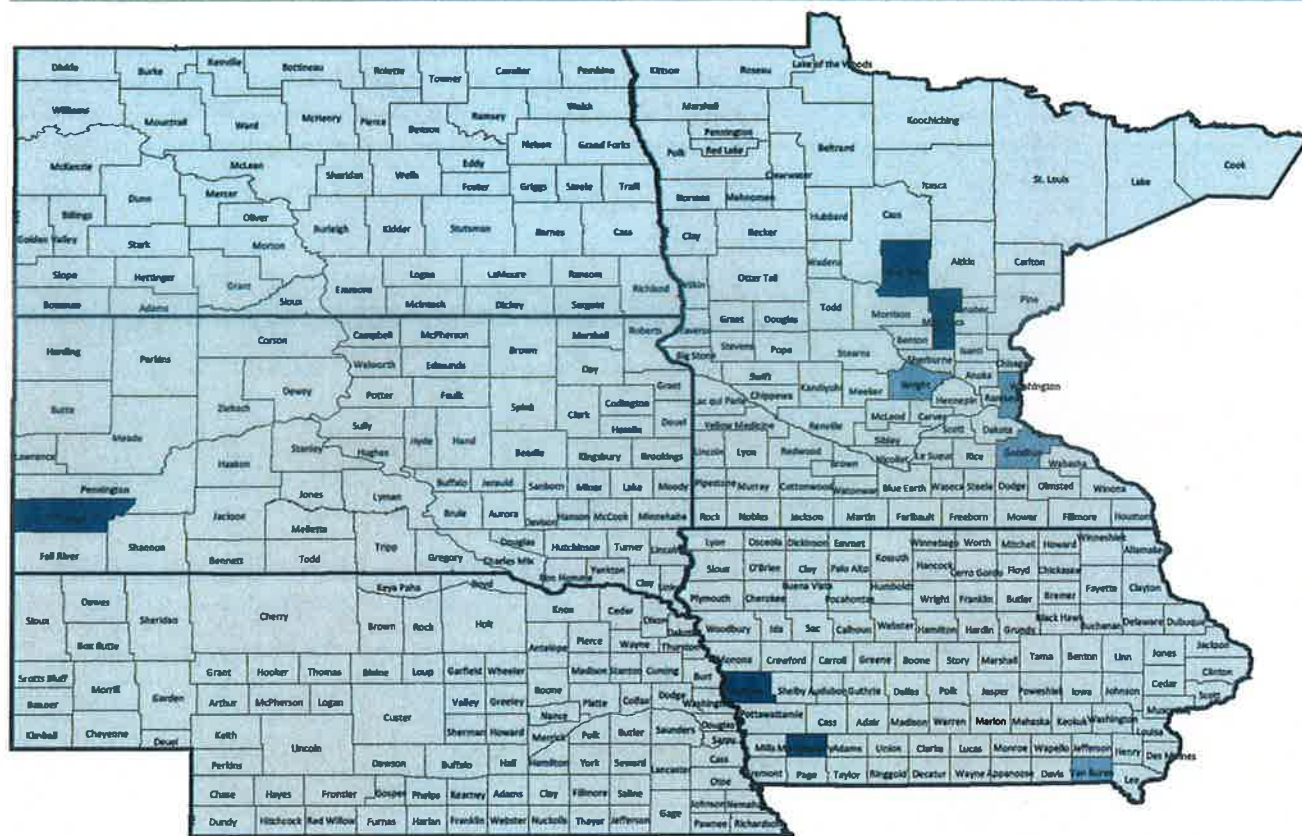 Divide Burke Renville Bottineau Rolette Towner Cavalier Pembina Kittson Roseau Lake of the Woods
Williams Mountrail Ward McHenry Pierce Benson Ramsey Walsh Marshall Koochiching
Nelson Grand Forks Polk Pennington Red Lake Beltrami Clearwater St. Louis Lake Cook
McKenzie Dunn McLean Sheridan Wells Eddy Foster Griggs Steele Traill Norman Mahnomen Itasca
Billings Golden Valley Mercer Oliver Stark Morton Burleigh Kidder Stutsman Barnes Cass Clay Becker Hubbard Cass
Slope Hettinger Grant Sioux Emmons Logan LaMoure Ransom Richland Wilkin Otter Tail Wadena Aitkin Carlton
Bowman Adams McIntosh Dickey Sargent Todd Morrison Pine
Harding Perkins Corson Campbell McPherson Brown Marshall Roberts Traverse Grant Douglas Benson
Walworth Edmunds Day Big Stone Stevens Pope Stearns Sherburne Isanti Chisago
Butte Meade Ziebach Dewey Potter Faulk Spink Clark Codington Hamlin Grant Deuel Swift Chippewa Kandiyohi Meeker Wright Anoka Hennepin Ramsey Washington
Lawrence Haakon Stanley Sully Hughes Hyde Hand Beadle Kingsbury Brookings Lac qui Parle Yellow Medicine Renville McLeod Carver Scott Dakota
Sibley Lincoln Lyon Redwood Brown Nicollet Le Sueur Rice Goodhue Wabasha
Pennington Jackson Jones Lyman Buffalo Jerauld Sanborn Miner Lake Moody Pipestone Murray Cottonwood Watonwan Blue Earth Waseca Steele Dodge Olmsted Winona
Mellette Brule Aurora Davison Hanson McCook Minnehaha Rock Nobles Jackson Martin Faribault Freeborn Mower Fillmore Houston
Fall River Shannon Bennett Todd Tripp Gregory Charles Mix Douglas Hutchinson Turner Lincoln Bon Homme Yankton Clay Union
Lyon Osceola Dickinson Emmet Kossuth Winnebago Worth Mitchell Howard Winneshiek Allamakee
Sioux O'Brien Clay Palo Alto Hancock Cerro Gordo Floyd Chickasaw
Plymouth Cherokee Buena Vista Pocahontas Humboldt Wright Franklin Butler Bremer Fayette Clayton
Woodbury Ida Sac Calhoun Webster Hamilton Hardin Grundy Black Hawk Buchanan Delaware Dubuque
Sioux Dawes Sheridan Cherry Keya Paha Boyd Brown Rock Holt Knox Cedar Dixon Dakota
Box Butte Antelope Pierce Wayne Thurston Monona Crawford Carroll Greene Boone Story Marshall Tama Benton Linn Jones Jackson
Scotts Bluff Morrill Garden Grant Hooker Thomas Blaine Loup Garfield Wheeler Madison Stanton Cuming Burt Clinton
Banner Arthur McPherson Logan Custer Valley Greeley Boone Nance Platte Colfax Dodge Washington Shelby Audubon Guthrie Dallas Polk Jasper Poweshiek Iowa Johnson Cedar Scott Muscatine
Kimball Cheyenne Deuel Keith Lincoln Sherman Howard Merrick Polk Butler Saunders Douglas Sarpy Pottawattamie Cass Adair Madison Warren Marion Mahaska Keokuk Washington Louisa
Perkins Dawson Buffalo Hall Hamilton York Seward Lancaster Cass Mills Adams Union Clarke Lucas Monroe Wapello Jefferson Henry Des Moines
Chase Hayes Frontier Gosper Phelps Kearney Adams Clay Fillmore Saline Otoe Fremont Page Taylor Ringgold Decatur Wayne Appanoose Davis Van Buren Lee
Dundy Hitchcock Red Willow Furnas Harlan Franklin Webster Nuckolls Thayer Jefferson Gage Johnson Nemaha Pawnee Richardson